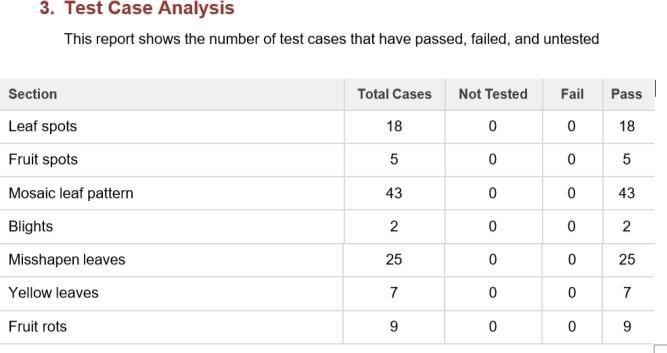 3. Test Case Analysis
This report shows the number of test cases that have passed, failed, and untested
Section Total Cases Not Tested Fail Pass
Leaf spots 18 0 0 18
Fruit spots 5 0 0 5
Mosaic leaf pattern 43 0 0 43
Blights 2 0 0 2
Misshapen leaves 25 0 0 25
Yellow leaves 7 0 0 7
Fruit rots 9 0 0 9